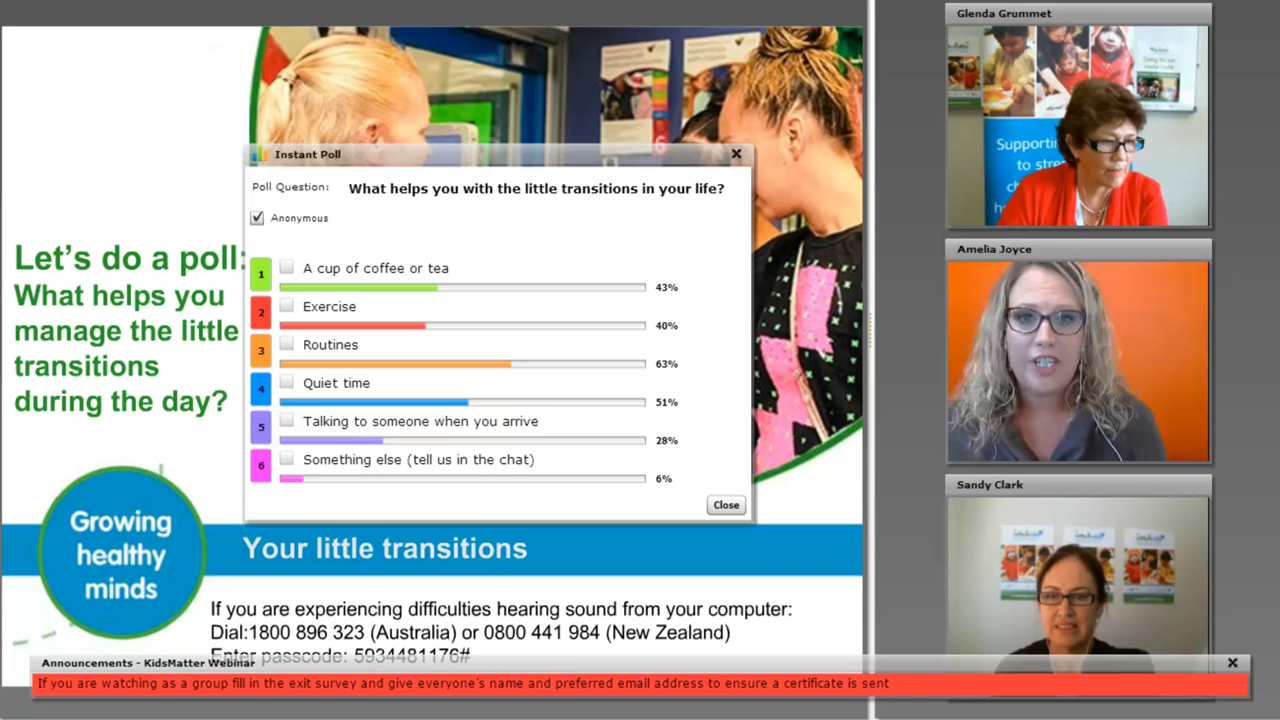 Let's do a poll:
What helps you
manage the little
transitions
during the day?
Instant Poll
Poll Question: What helps you with the little transitions in your life?
Anonymous
1 A cup of coffee or tea
43%
2 Exercise
40%
3 Routines
63%
4 Quiet time
51%
5 Talking to someone when you arrive
28%
6 Something else (tell us in the chat)
6%
Close
Growing
healthy
minds
Your little transitions
If you are experiencing difficulties hearing sound from your computer:
Dial:1800 896 323 (Australia) or 0800 441 984 (New Zealand)
Enter passcode: 5934481176#
Announcements - KidsMatter Webinar
If you are watching as a group fill in the exit survey and give everyone's name and preferred email address to ensure a certificate is sent
Glenda Grummet
Supporti
to stre
Amelia Joyce
Sandy Clark